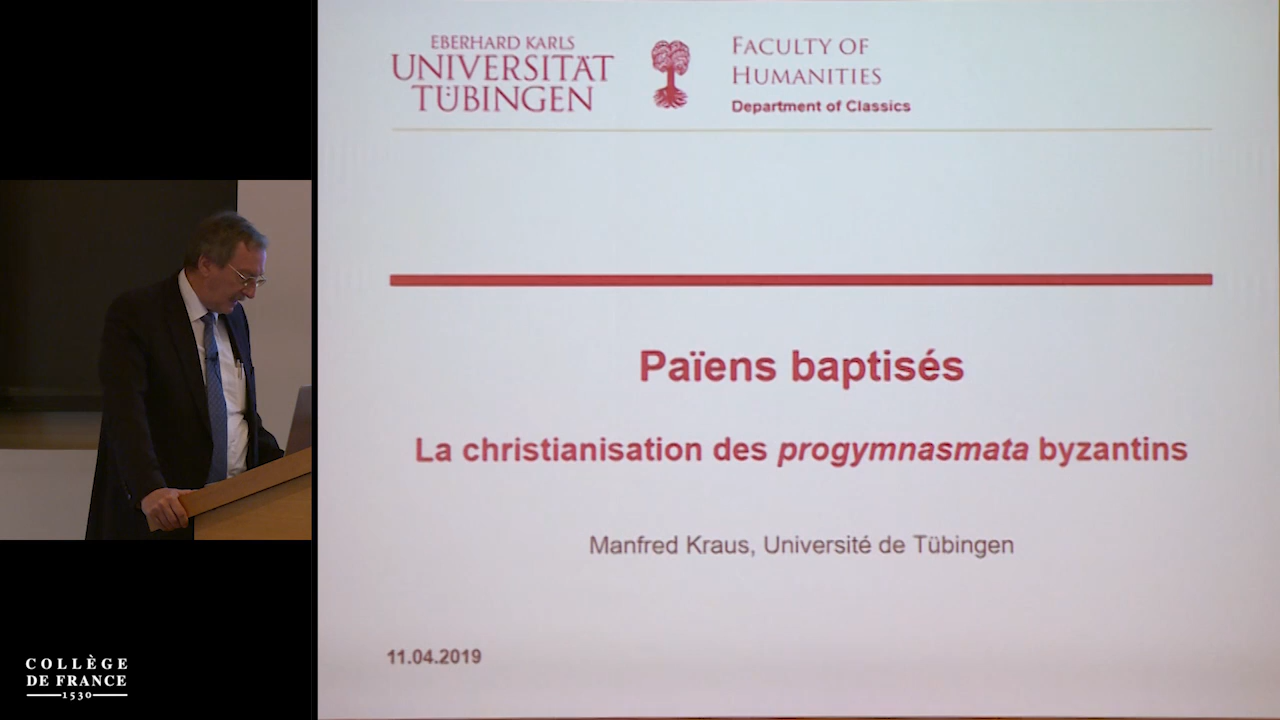 EBERHARD KARLS
UNIVERSITÄT
TÜBINGEN
FACULTY OF
HUMANITIES
Department of Classics
Païens baptisés
La christianisation des progymnasmata byzantins
Manfred Kraus, Université de Tübingen
11.04.2019
COLLÈGE
DE FRANCE
1530